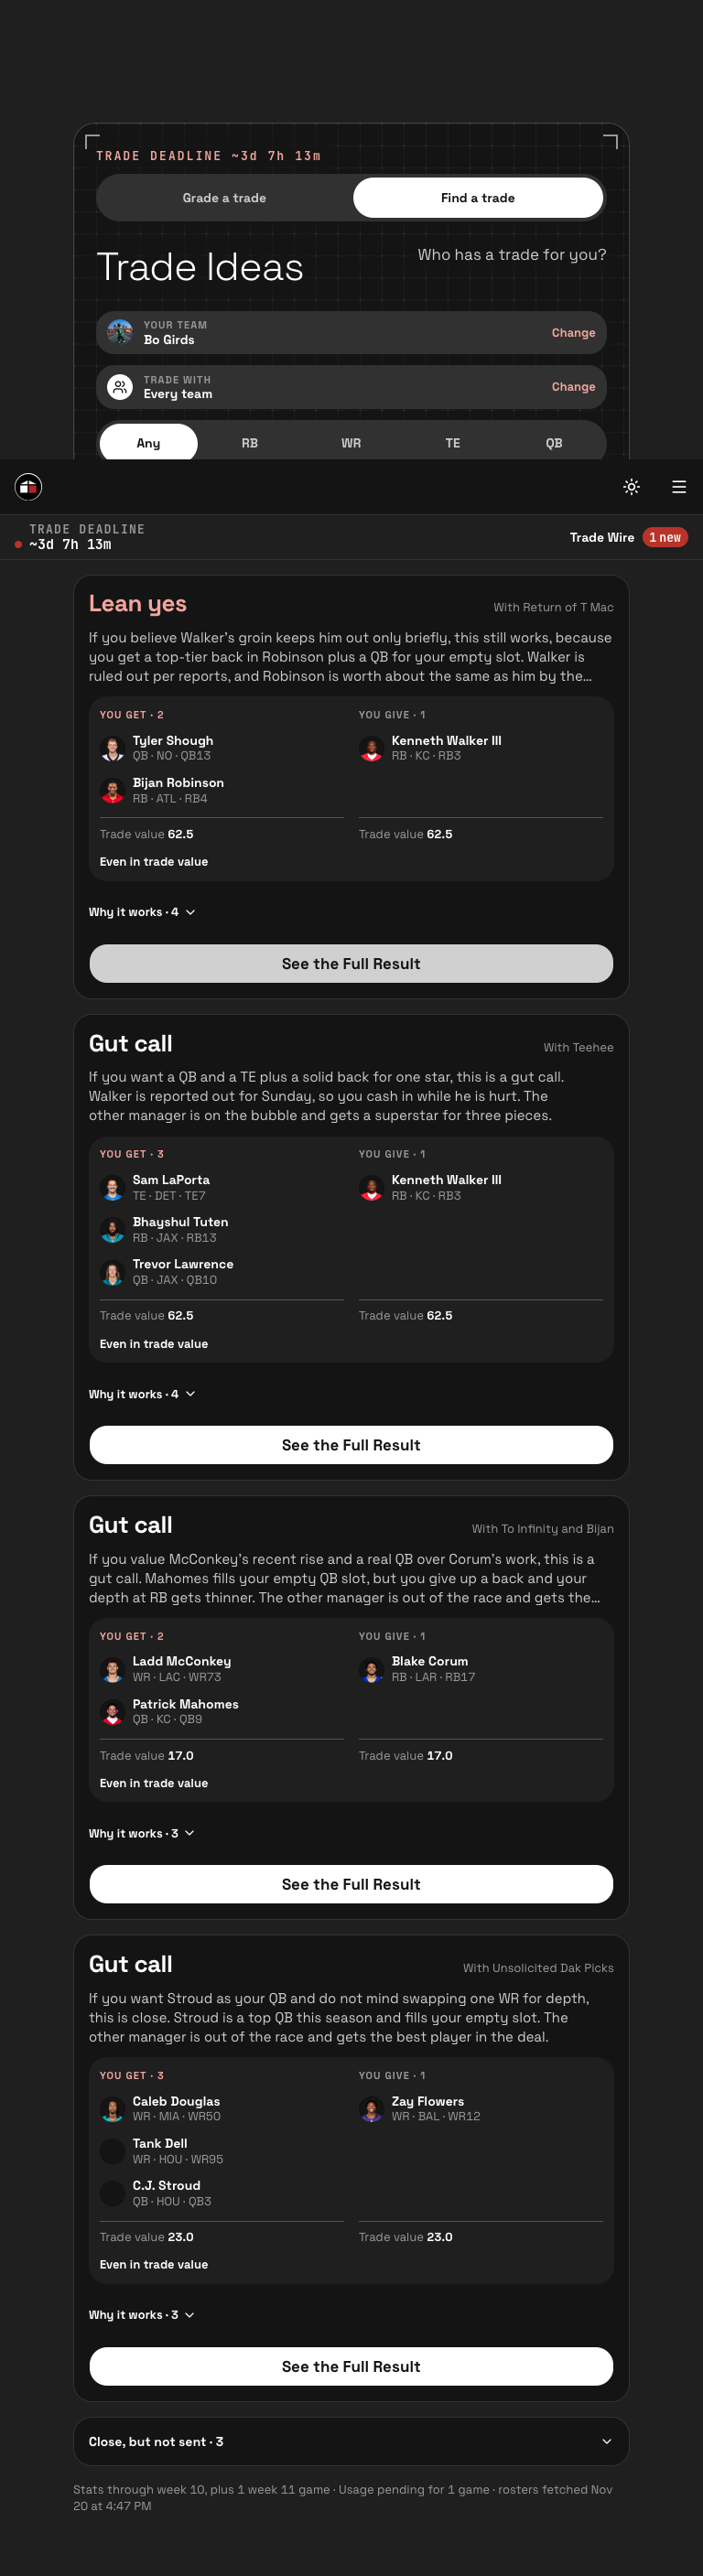 TRADE DEADLINE ~3d 7h 13m
Grade a trade
Find a trade
Trade Ideas
Who has a trade for you?
YOUR TEAM
Bo Girds
Change
TRADE WITH
Every team
Change
Any
RB
WR
TE
QB
TRADE DEADLINE
~3d 7h 13m
Trade Wire
1 new
Lean yes
With Return of T Mac
If you believe Walker's groin keeps him out only briefly, this still works, because
you get a top-tier back in Robinson plus a QB for your empty slot. Walker is
ruled out per reports, and Robinson is worth about the same as him by the...
YOU GET · 2
Tyler Shough
QB · NO · QB13
Bijan Robinson
RB · ATL · RB4
Trade value 62.5
Even in trade value
YOU GIVE · 1
Kenneth Walker III
RB · KC · RB3
Trade value 62.5
Why it works · 4
See the Full Result
Gut call
With Teehee
If you want a QB and a TE plus a solid back for one star, this is a gut call.
Walker is reported out for Sunday, so you cash in while he is hurt. The
other manager is on the bubble and gets a superstar for three pieces.
YOU GET · 3
Sam LaPorta
TE · DET · TE7
Bhayshul Tuten
RB · JAX · RB13
Trevor Lawrence
QB · JAX · QB10
Trade value 62.5
Even in trade value
YOU GIVE · 1
Kenneth Walker III
RB · KC · RB3
Trade value 62.5
Why it works · 4
See the Full Result
Gut call
With To Infinity and Bijan
If you value McConkey's recent rise and a real QB over Corum's work, this is a
gut call. Mahomes fills your empty QB slot, but you give up a back and your
depth at RB gets thinner. The other manager is out of the race and gets the...
YOU GET · 2
Ladd McConkey
WR · LAC · WR73
Patrick Mahomes
QB · KC · QB9
Trade value 17.0
Even in trade value
YOU GIVE · 1
Blake Corum
RB · LAR · RB17
Trade value 17.0
Why it works · 3
See the Full Result
Gut call
With Unsolicited Dak Picks
If you want Stroud as your QB and do not mind swapping one WR for depth,
this is close. Stroud is a top QB this season and fills your empty slot. The
other manager is out of the race and gets the best player in the deal.
YOU GET · 3
Caleb Douglas
WR · MIA · WR50
Tank Dell
WR · HOU · WR95
C.J. Stroud
QB · HOU · QB3
Trade value 23.0
Even in trade value
YOU GIVE · 1
Zay Flowers
WR · BAL · WR12
Trade value 23.0
Why it works · 3
See the Full Result
Close, but not sent · 3
Stats through week 10, plus 1 week 11 game · Usage pending for 1 game · rosters fetched Nov
20 at 4:47 PM